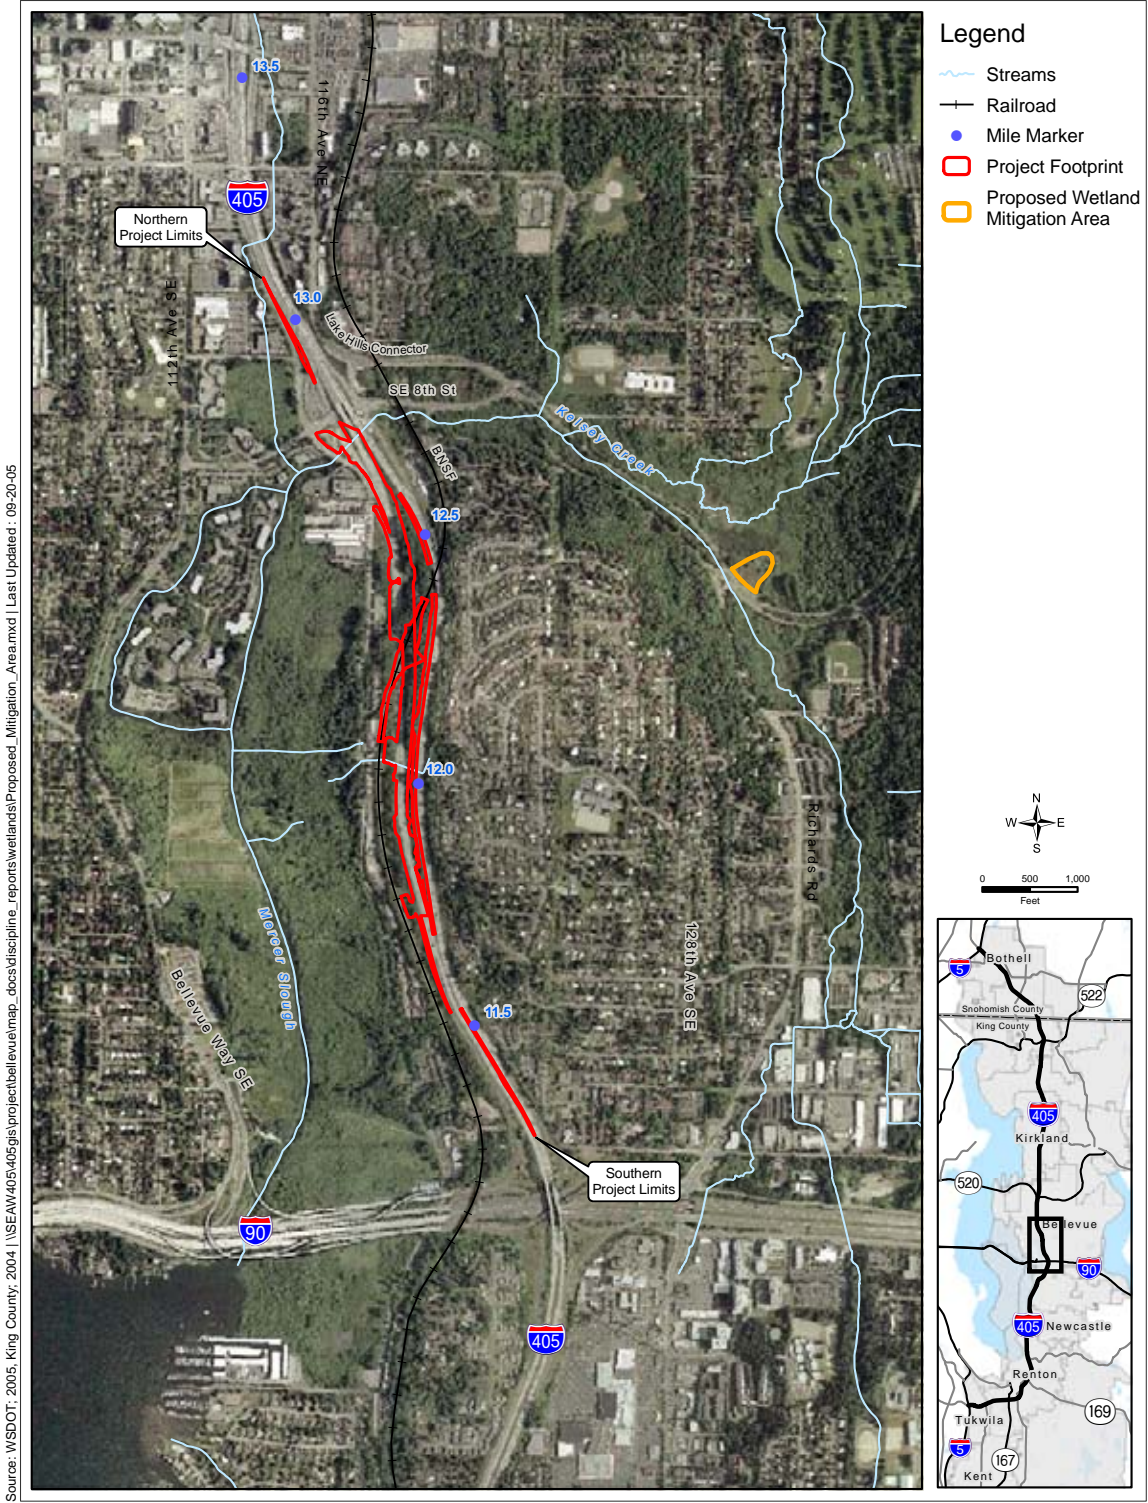 Legend
Streams
Railroad
Mile Marker
Project Footprint
Proposed Wetland
Mitigation Area
13.5
116th Ave NE
405
Northern
Project Limits
112th Ave SE
13.0
Lake Hills Connector
SE 8th St
Kelsey Creek
BNSF
12.5
12.0
Richards Rd
128th Ave SE
Mercer Slough
Bellevue Way SE
11.5
Southern
Project Limits
90
405
N
W E
S
0 500 1,000
Feet
5
Bothell
522
Snohomish County
King County
405
Kirkland
520
Bellevue
90
405
Newcastle
Renton
169
Tukwila
5
167
Kent
Source: WSDOT; 2005, King County; 2004 | \\SEAW405\405gis\project\bellevue\map_docs\discipline_reports\wetlands\Proposed_Mitigation_Area.mxd | Last Updated : 09-20-05